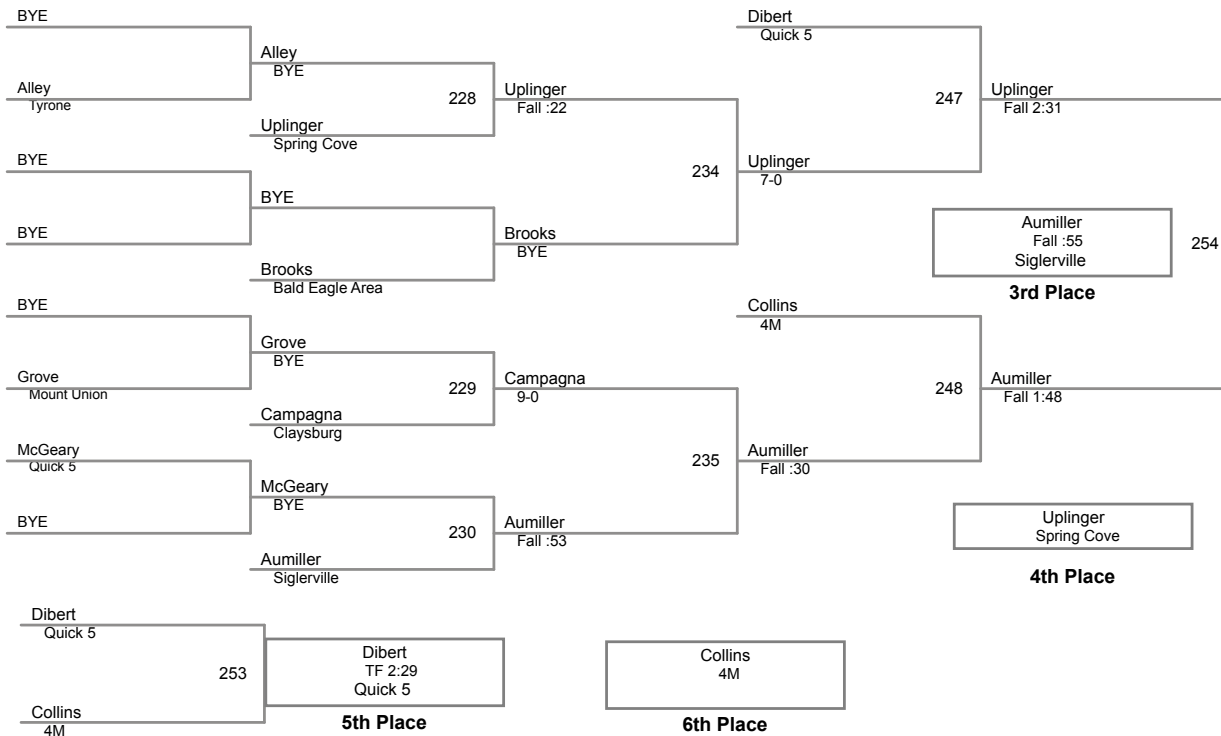 BYE
Alley
Tyrone
BYE
BYE
BYE
Grove
Mount Union
McGeary
Quick 5
BYE
Alley
BYE
228
Uplinger
Spring Cove
BYE
Brooks
Bald Eagle Area
Grove
BYE
229
Campagna
Claysburg
McGeary
BYE
230
Aumiller
Siglerville
Uplinger
Fall :22
234
Brooks
BYE
Campagna
9-0
235
Aumiller
Fall :53
Dibert
Quick 5
247
Uplinger
7-0
Collins
4M
248
Aumiller
Fall :30
Uplinger
Fall 2:31
Aumiller
Fall :55
Siglerville
254
3rd Place
Aumiller
Fall 1:48
Uplinger
Spring Cove
4th Place
Dibert
Quick 5
253
Collins
4M
Dibert
TF 2:29
Quick 5
5th Place
Collins
4M
6th Place